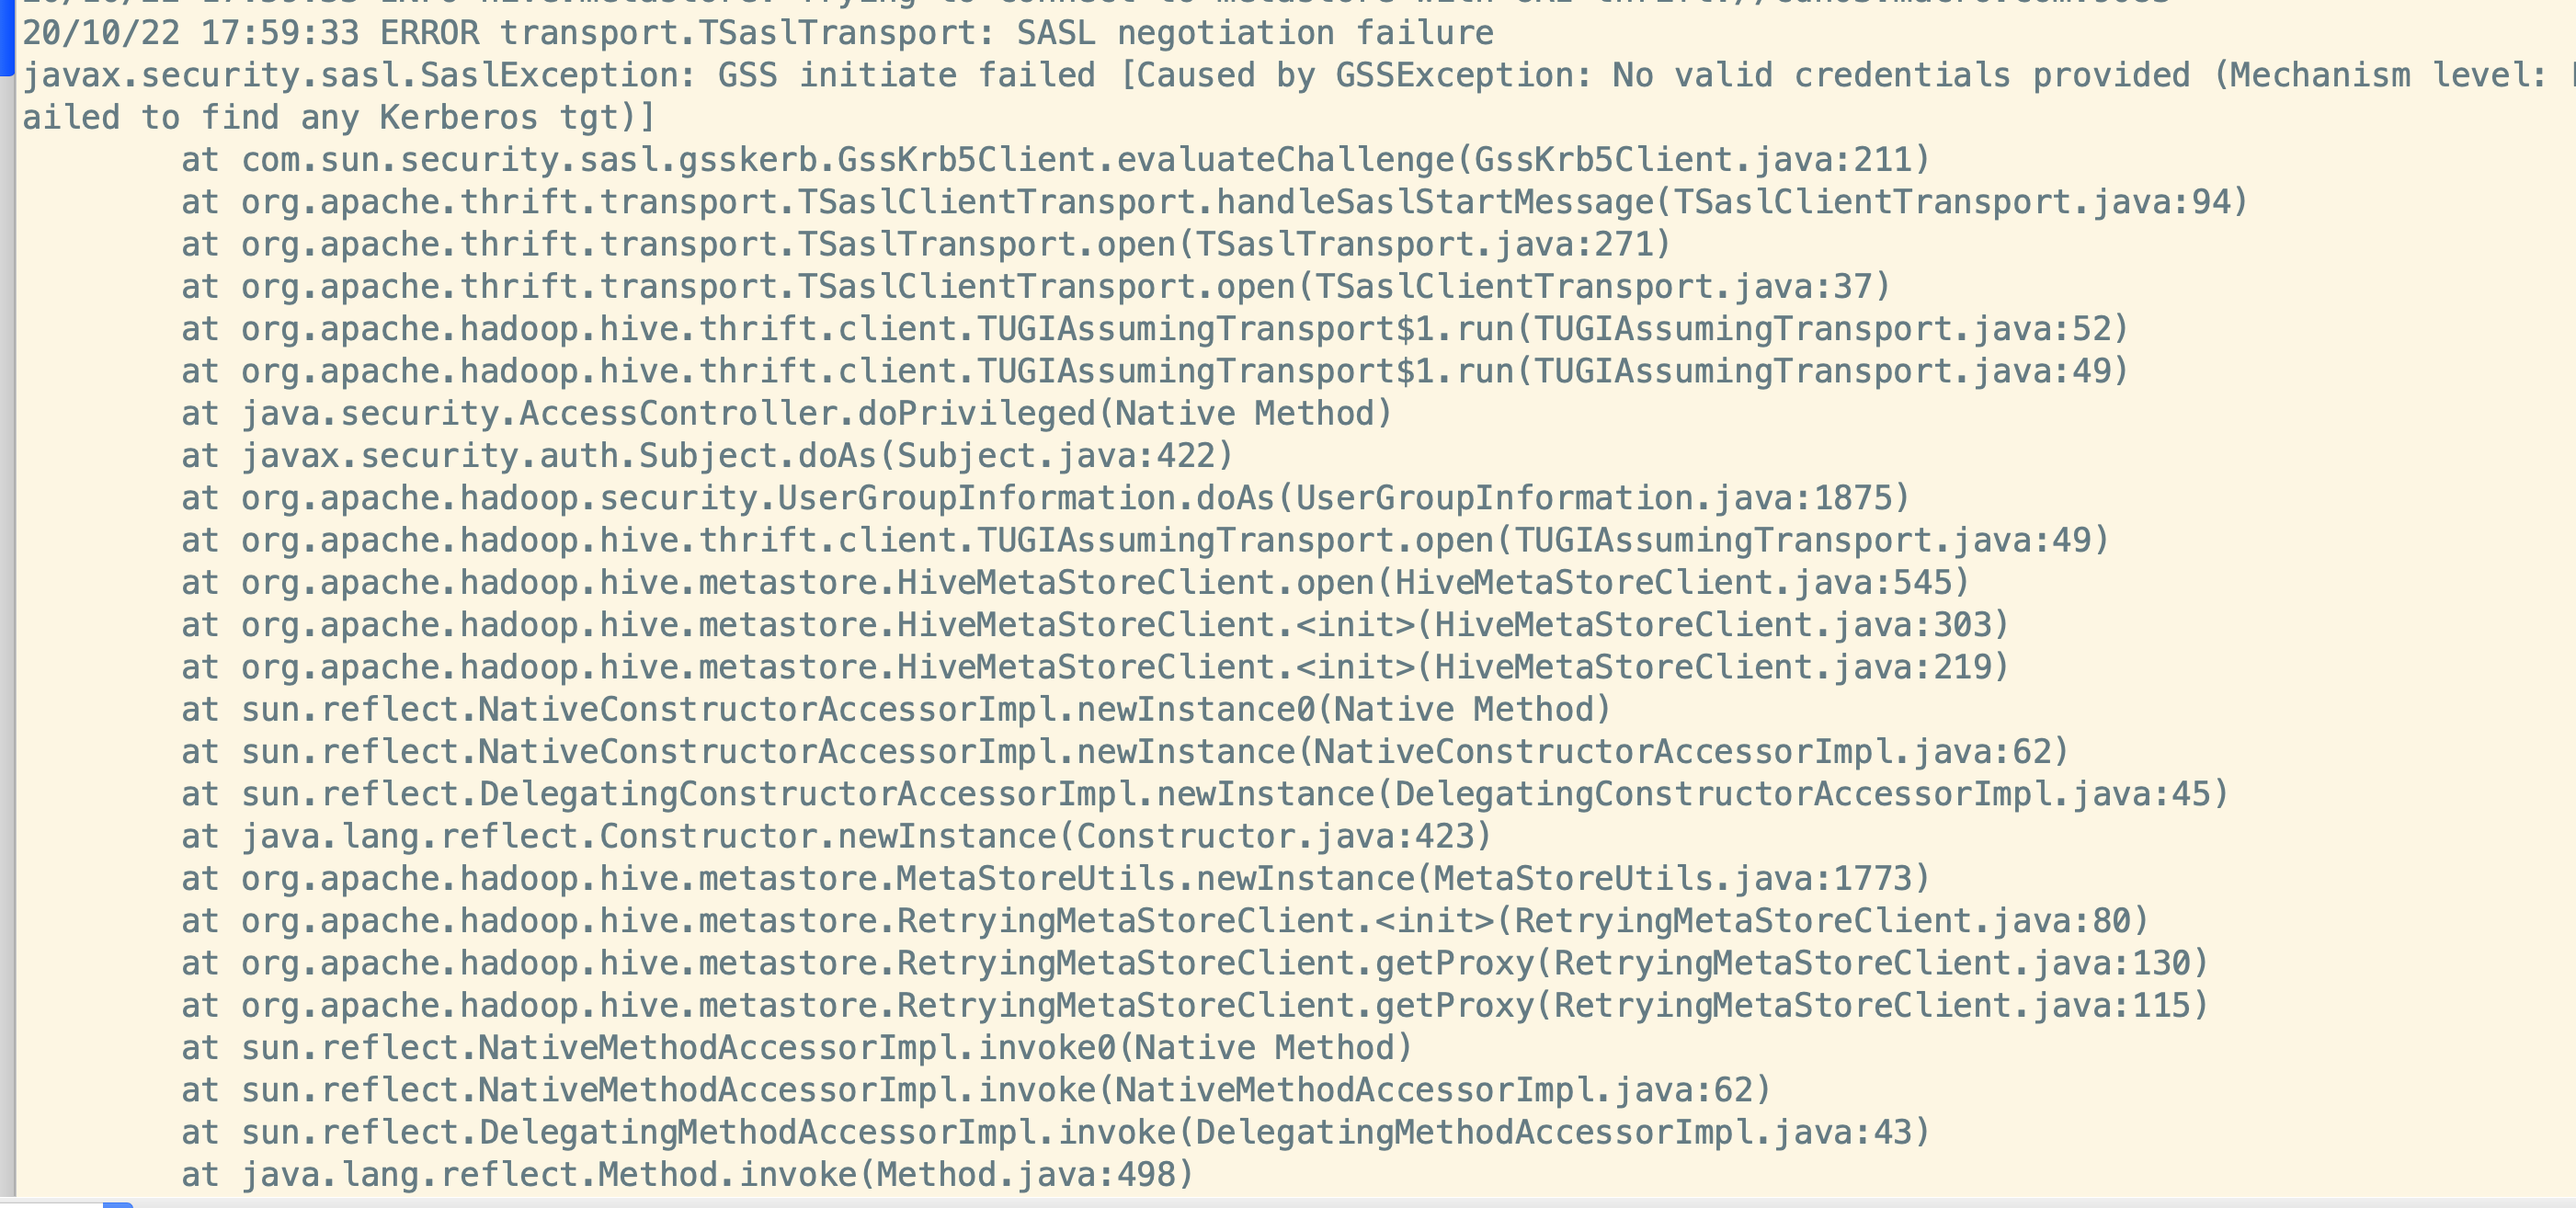 20/10/22 17:59:33 ERROR transport.TSaslTransport: SASL negotiation failure
javax.security.sasl.SaslException: GSS initiate failed [Caused by GSSException: No valid credentials provided (Mechanism level:
ailed to find any Kerberos tgt)]
at com.sun.security.sasl.gsskerb.GssKrb5Client.evaluateChallenge(GssKrb5Client.java:211)
at org.apache.thrift.transport.TSaslClientTransport.handleSaslStartMessage(TSaslClientTransport.java:94)
at org.apache.thrift.transport.TSaslTransport.open(TSaslTransport.java:271)
at org.apache.thrift.transport.TSaslClientTransport.open(TSaslClientTransport.java:37)
at org.apache.hadoop.hive.thrift.client.TUGIAssumingTransport$1.run(TUGIAssumingTransport.java:52)
at org.apache.hadoop.hive.thrift.client.TUGIAssumingTransport$1.run(TUGIAssumingTransport.java:49)
at java.security.AccessController.doPrivileged(Native Method)
at javax.security.auth.Subject.doAs(Subject.java:422)
at org.apache.hadoop.security.UserGroupInformation.doAs(UserGroupInformation.java:1875)
at org.apache.hadoop.hive.thrift.client.TUGIAssumingTransport.open(TUGIAssumingTransport.java:49)
at org.apache.hadoop.hive.metastore.HiveMetaStoreClient.open(HiveMetaStoreClient.java:545)
at org.apache.hadoop.hive.metastore.HiveMetaStoreClient.<init>(HiveMetaStoreClient.java:303)
at org.apache.hadoop.hive.metastore.HiveMetaStoreClient.<init>(HiveMetaStoreClient.java:219)
at sun.reflect.NativeConstructorAccessorImpl.newInstance0(Native Method)
at sun.reflect.NativeConstructorAccessorImpl.newInstance(NativeConstructorAccessorImpl.java:62)
at sun.reflect.DelegatingConstructorAccessorImpl.newInstance(DelegatingConstructorAccessorImpl.java:45)
at java.lang.reflect.Constructor.newInstance(Constructor.java:423)
at org.apache.hadoop.hive.metastore.MetaStoreUtils.newInstance(MetaStoreUtils.java:1773)
at org.apache.hadoop.hive.metastore.RetryingMetaStoreClient.<init>(RetryingMetaStoreClient.java:80)
at org.apache.hadoop.hive.metastore.RetryingMetaStoreClient.getProxy(RetryingMetaStoreClient.java:130)
at org.apache.hadoop.hive.metastore.RetryingMetaStoreClient.getProxy(RetryingMetaStoreClient.java:115)
at sun.reflect.NativeMethodAccessorImpl.invoke0(Native Method)
at sun.reflect.NativeMethodAccessorImpl.invoke(NativeMethodAccessorImpl.java:62)
at sun.reflect.DelegatingMethodAccessorImpl.invoke(DelegatingMethodAccessorImpl.java:43)
at java.lang.reflect.Method.invoke(Method.java:498)